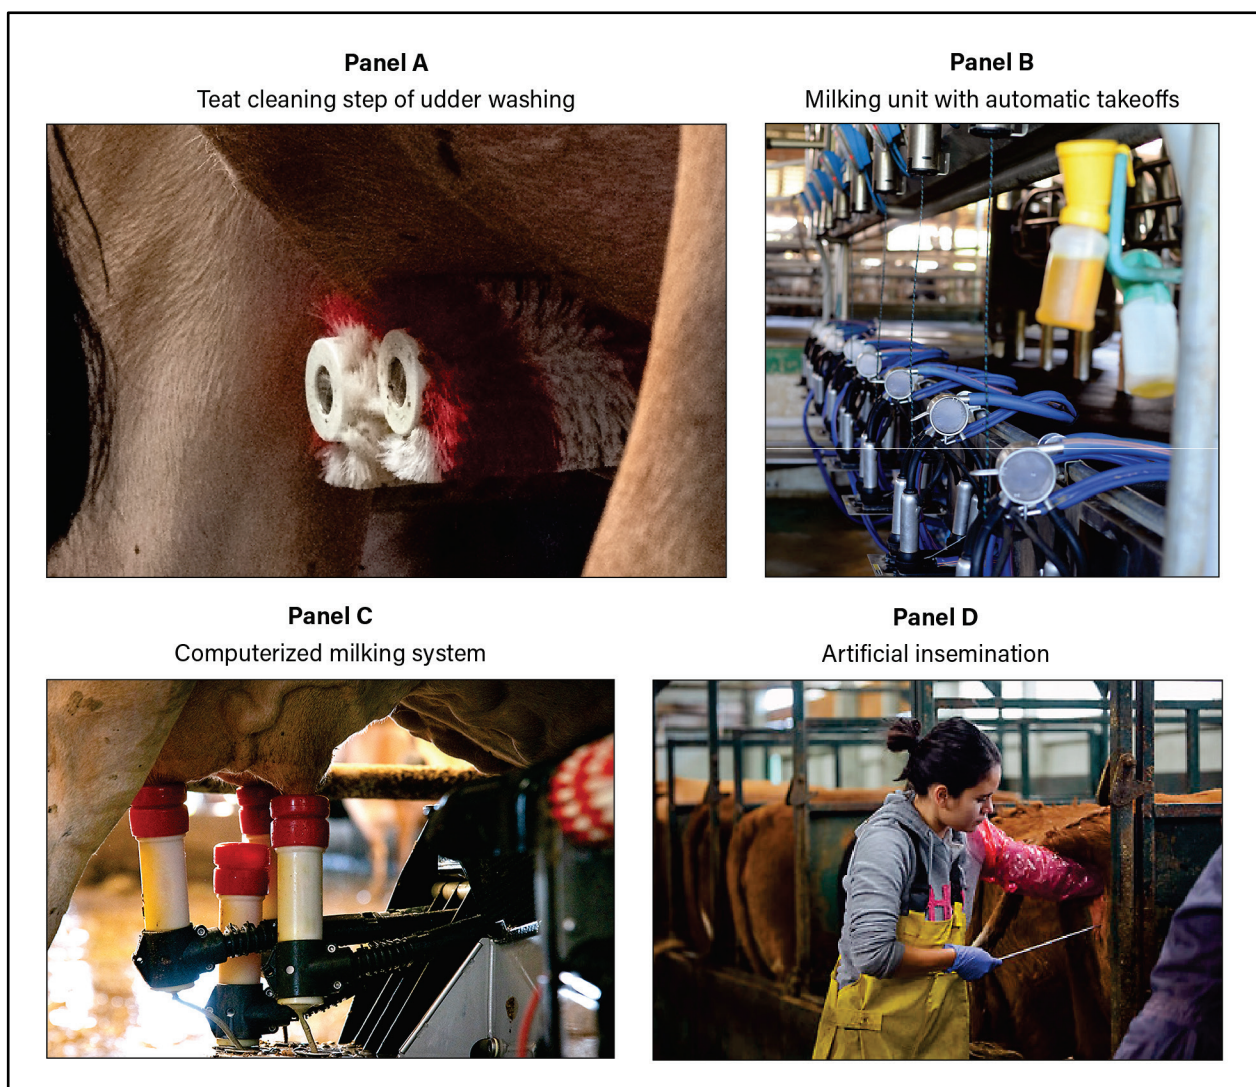 Panel A
Teat cleaning step of udder washing
Panel B
Milking unit with automatic takeoffs
Panel C
Computerized milking system
Panel D
Artificial insemination